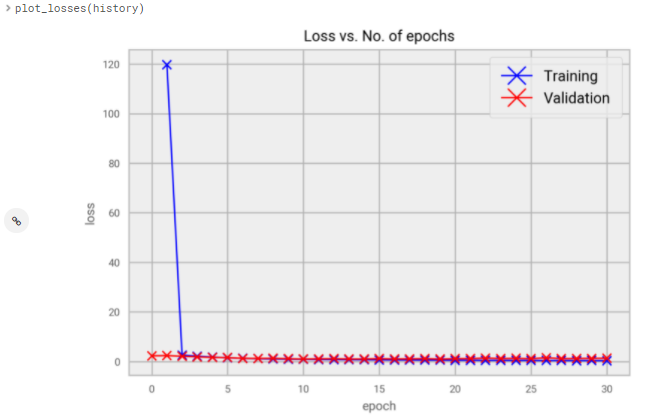 plot_losses(history)
Loss vs. No. of epochs
Training
Validation
120
100
80
60
40
20
0
loss
0 5 10 15 20 25 30
epoch